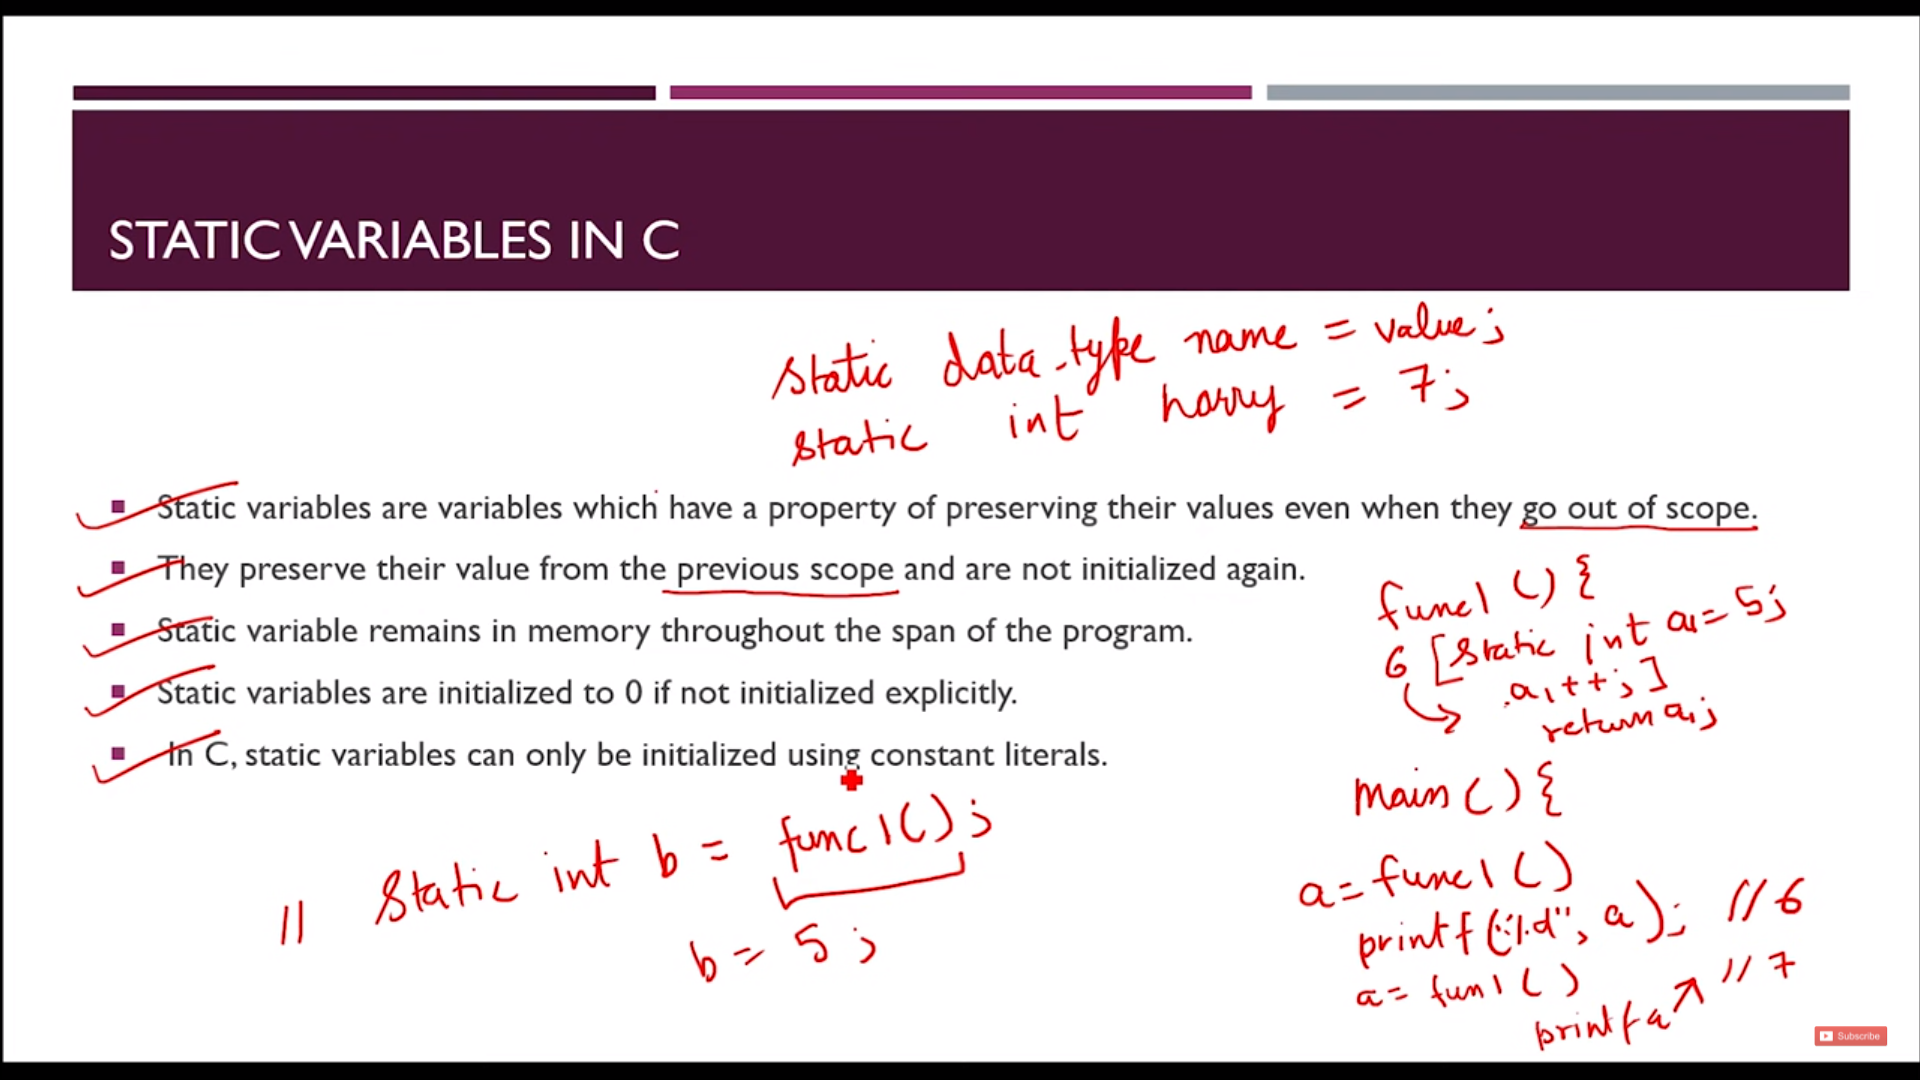 STATIC VARIABLES IN C
static data-type name = value;
static int harry = 7;
Static variables are variables which have a property of preserving their values even when they go out of scope.
They preserve their value from the previous scope and are not initialized again.
Static variable remains in memory throughout the span of the program.
Static variables are initialized to 0 if not initialized explicitly.
In C, static variables can only be initialized using constant literals.
// Static int b = func1();
b = 5;
func1 () {
6 [static int a1 = 5;
a1++;]
return a1;
main () {
a = func1 ()
printf ("%d", a); // 6
a = fun1 ()
printf a // 7
Subscribe